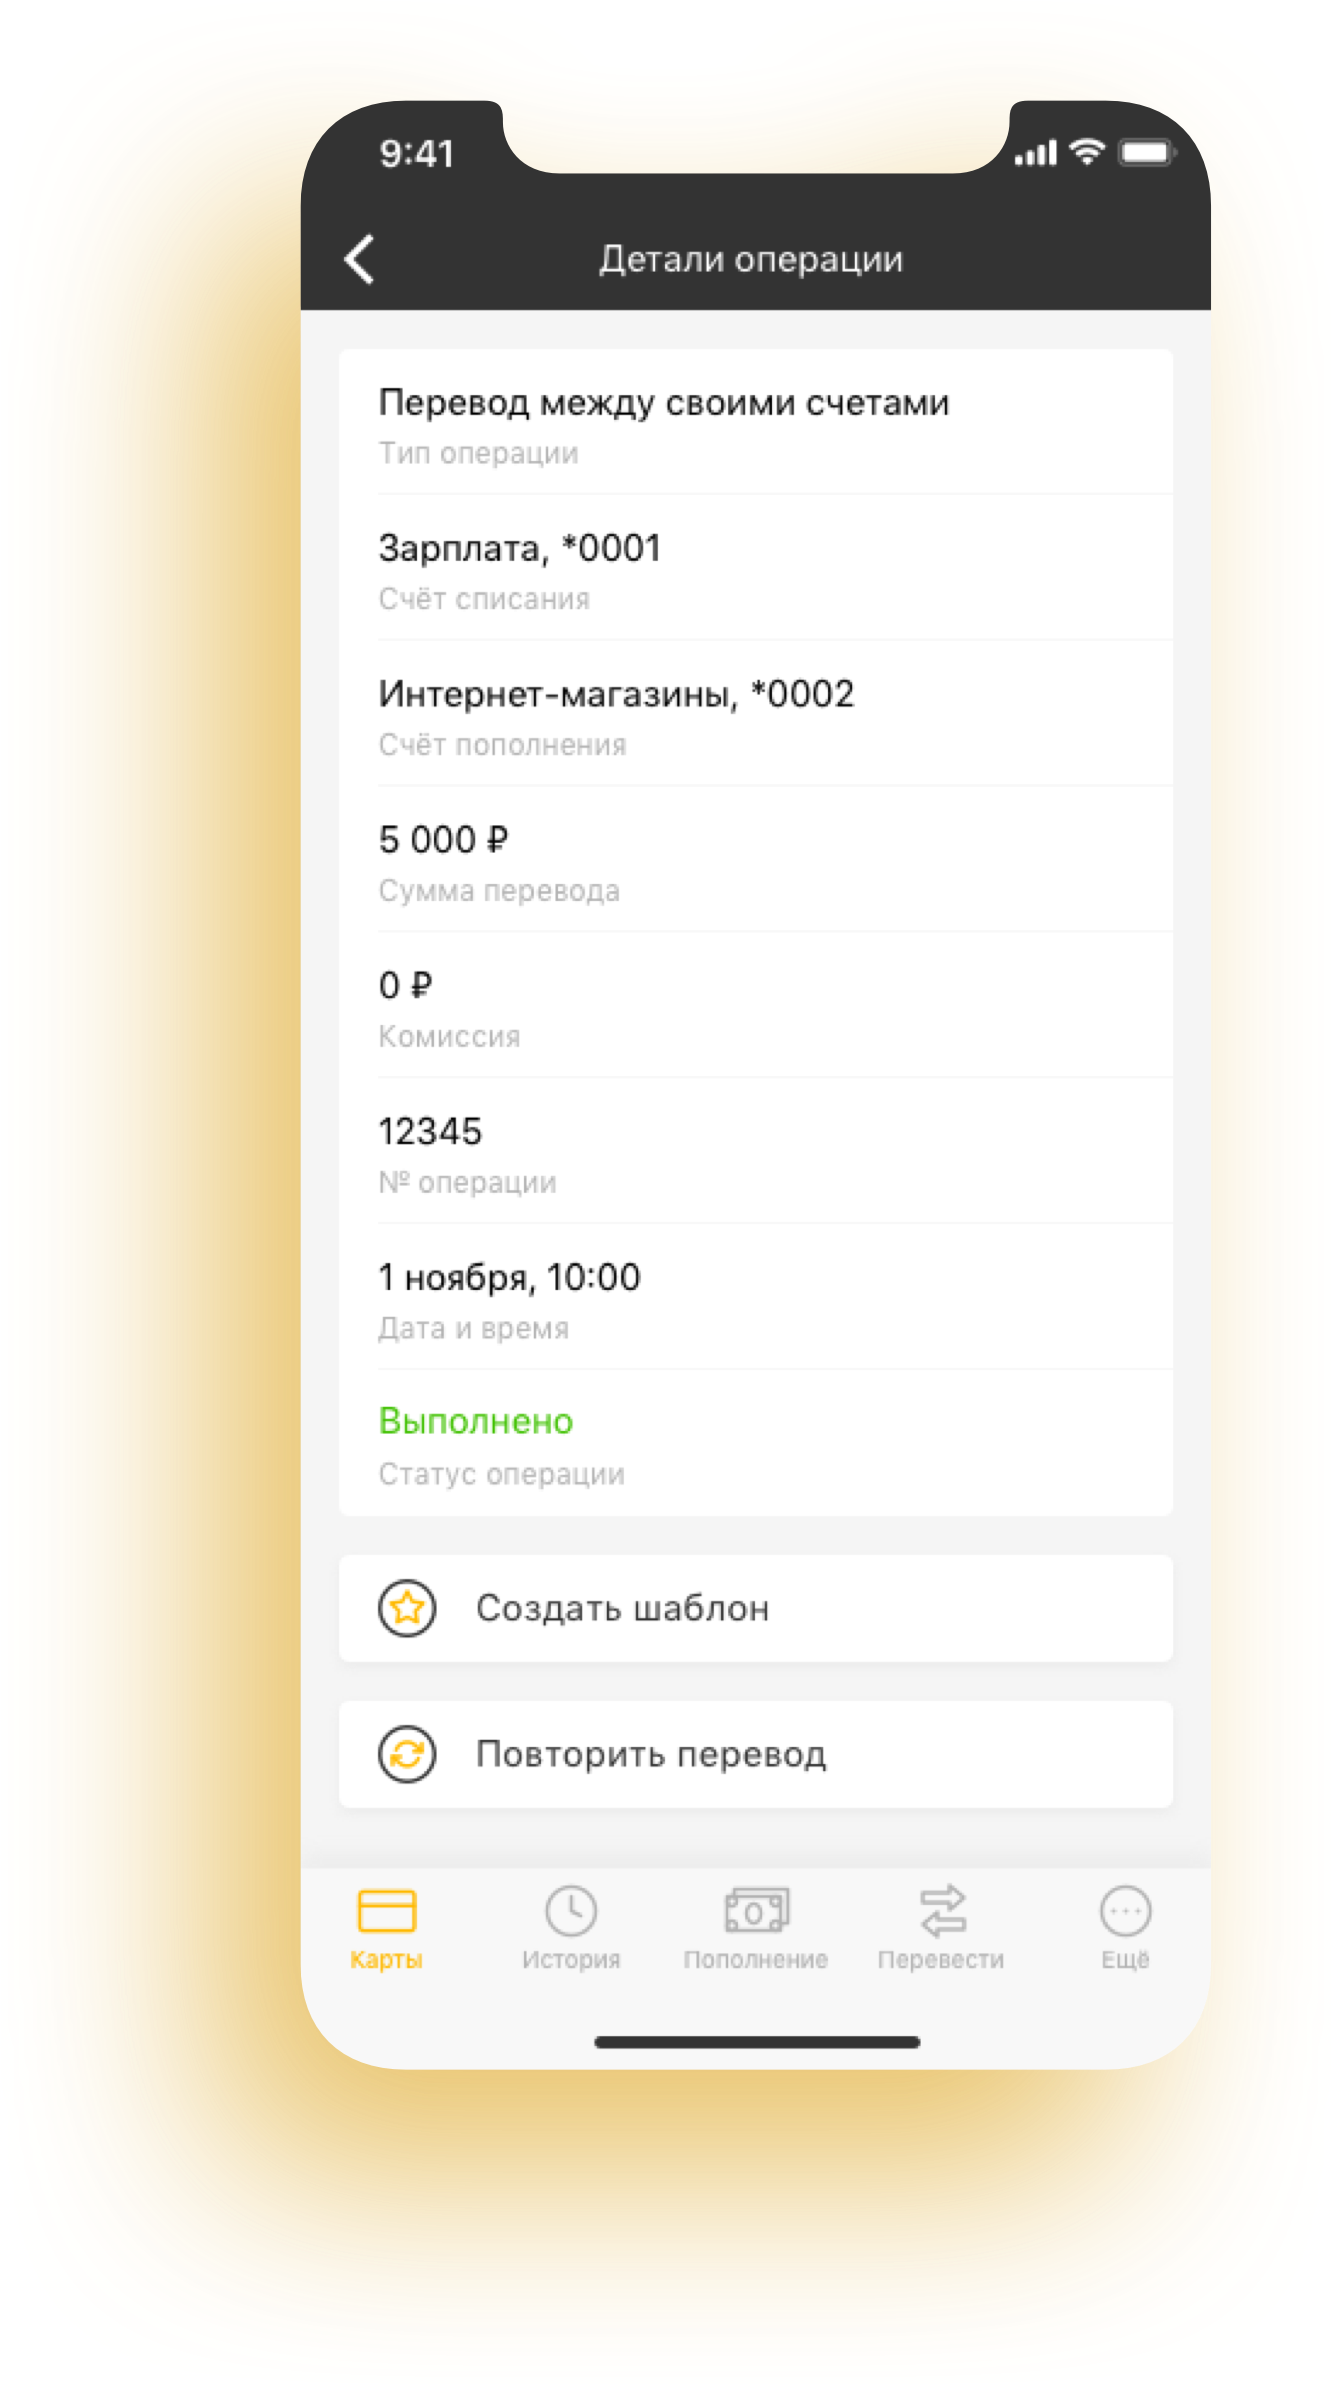 9:41
Детали операции
Перевод между своими счетами
Тип операции
Зарплата, *0001
Счёт списания
Интернет-магазины, *0002
Счёт пополнения
5 000 ₽
Сумма перевода
0 ₽
Комиссия
12345
№ операции
1 ноября, 10:00
Дата и время
Выполнено
Статус операции
Создать шаблон
Повторить перевод
Карты История Пополнение Перевести Ещё